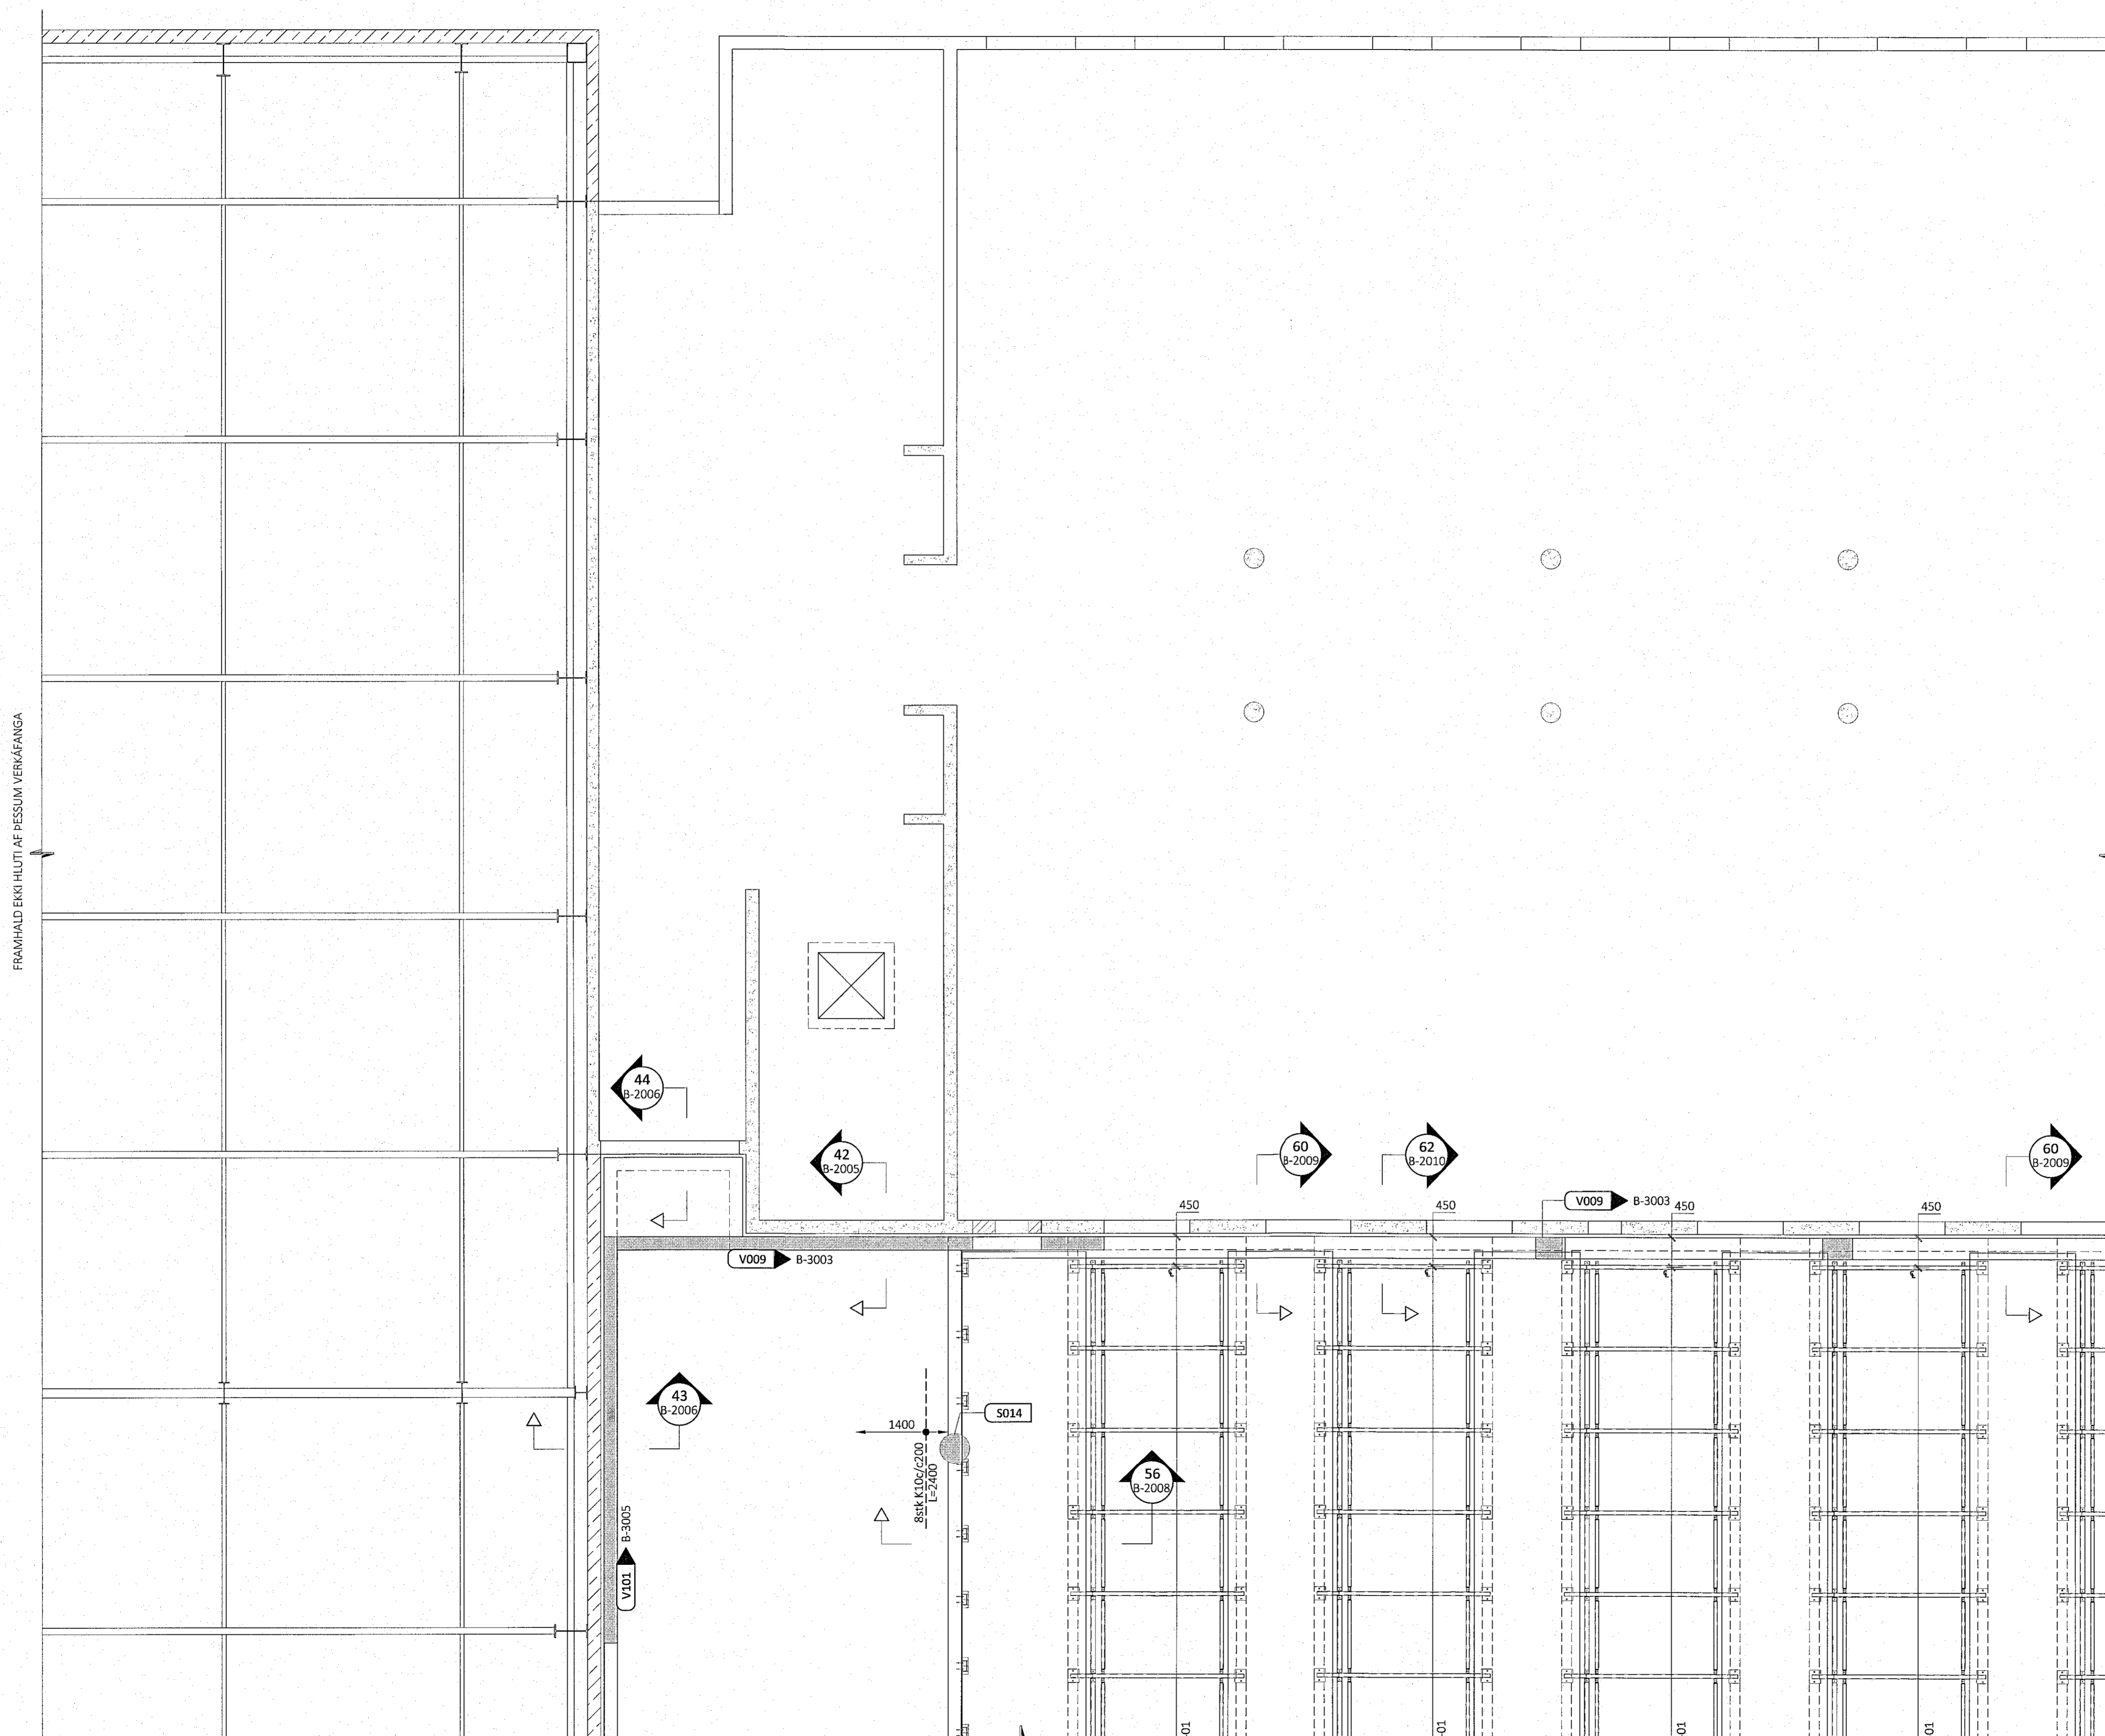 FRAMHALD EKKI HLUTI AF ÞESSUM VERKÁFANGA
44
B-2006
42
B-2005
60
B-2009
62
B-2010
60
B-2009
V009 B-3003
450
450
450
450
V009 B-3003
43
B-2006
1400
S014
8stk K10c/c200
L=2400
56
B-2008
V101 B-3005
01
01
01
01